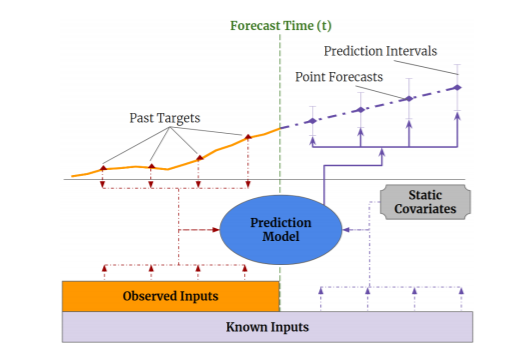 Forecast Time (t)
Prediction Intervals
Point Forecasts
Past Targets
Static
Covariates
Prediction
Model
Observed Inputs
Known Inputs